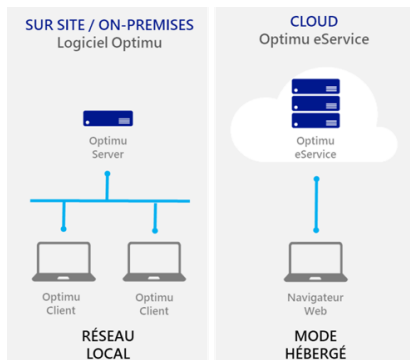 SUR SITE / ON-PREMISES
Logiciel Optimu
Optimu
Server
Optimu
Client
Optimu
Client
RÉSEAU
LOCAL
CLOUD
Optimu eService
Optimu
eService
Navigateur
Web
MODE
HÉBERGÉ